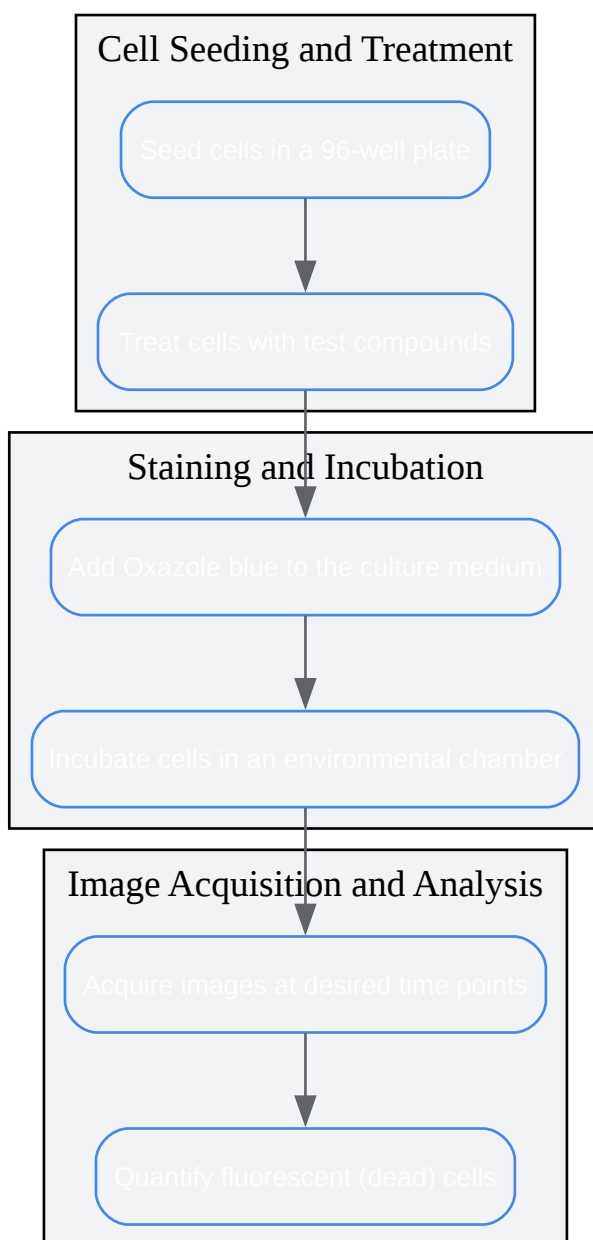 Cell Seeding and Treatment
Seed cells in a 96-well plate
Treat cells with test compounds
Staining and Incubation
Add Oxazole blue to the culture medium
Incubate cells in an environmental chamber
Image Acquisition and Analysis
Acquire images at desired time points
Quantify fluorescent (dead) cells